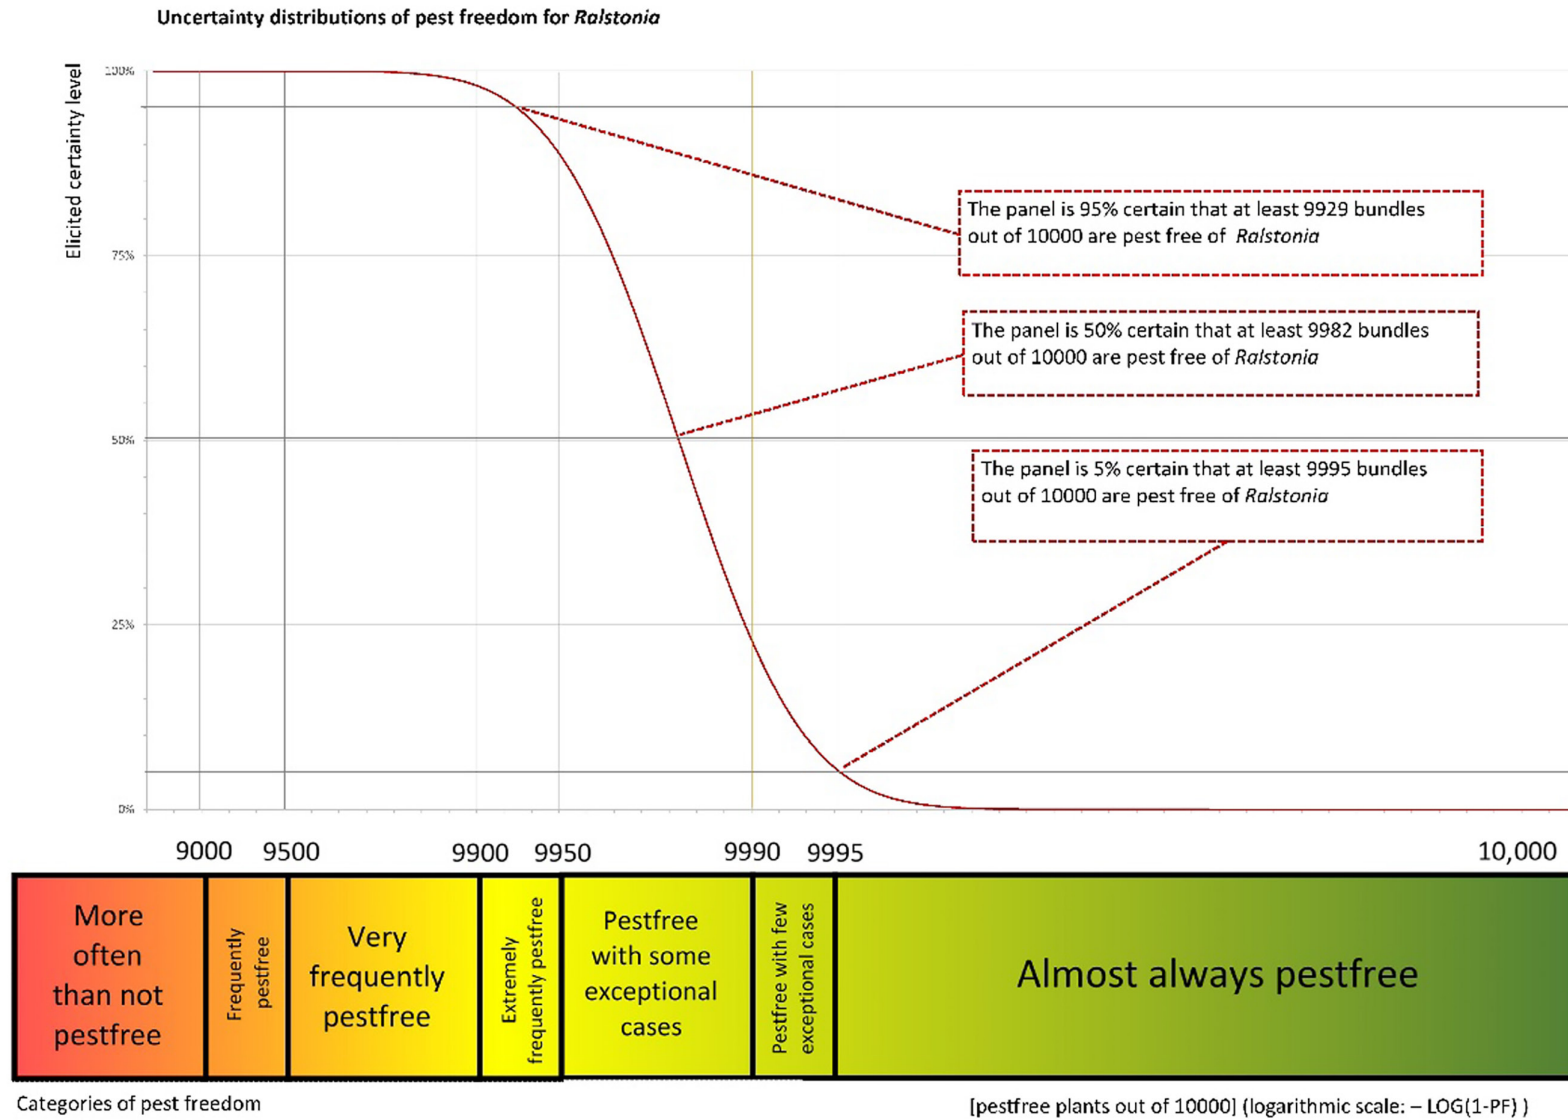 Uncertainty distributions of pest freedom for Ralstonia
Elicited certainty level
100%
75%
50%
25%
0%
The panel is 95% certain that at least 9929 bundles
out of 10000 are pest free of Ralstonia
The panel is 50% certain that at least 9982 bundles
out of 10000 are pest free of Ralstonia
The panel is 5% certain that at least 9995 bundles
out of 10000 are pest free of Ralstonia
9000 9500 9900 9950 9990 9995 10,000
More
often
than not
pestfree
Frequently
pestfree
Very
frequently
pestfree
Extremely
frequently pestfree
Pestfree
with some
exceptional
cases
Pestfree with few
exceptional cases
Almost always pestfree
Categories of pest freedom
[pestfree plants out of 10000] (logarithmic scale: – LOG(1-PF) )